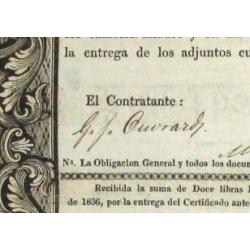 la entrega de los adjuntos cu
El Contratante:
G. J. Ouvrard.
Nª. La Obligacion General y todos los docum
Recibida la suma de Doce libras
de 1836, por la entrega del Certificado ante